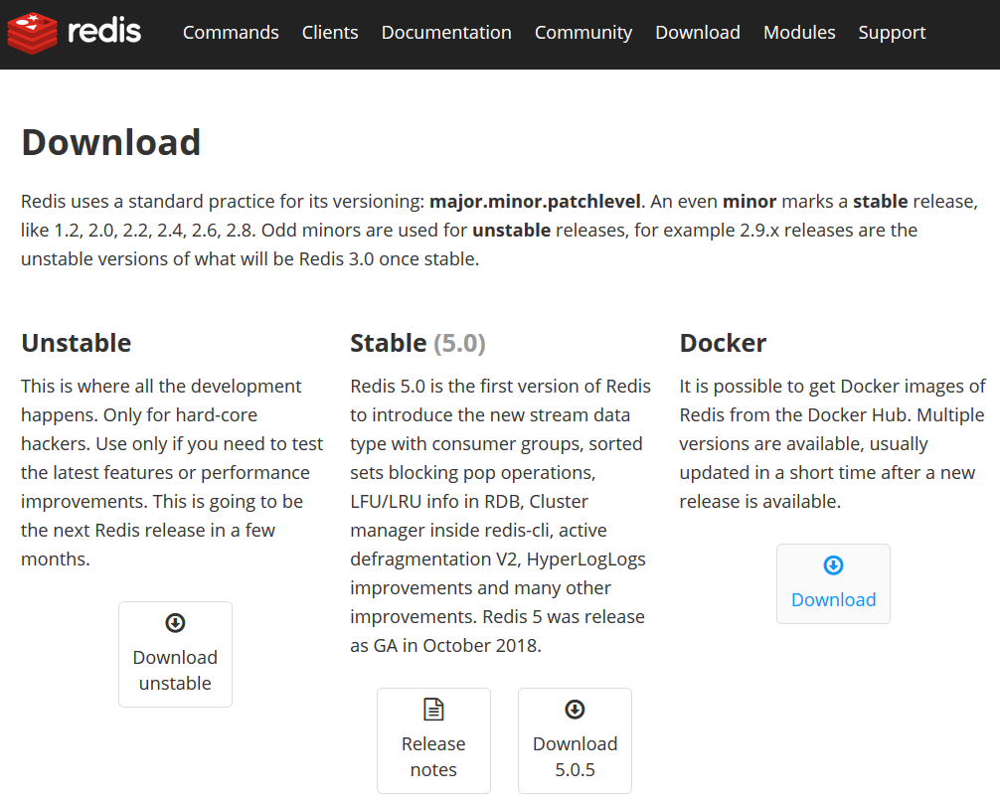 redis Commands Clients Documentation Community Download Modules Support
Download
Redis uses a standard practice for its versioning: major.minor.patchlevel. An even minor marks a stable release,
like 1.2, 2.0, 2.2, 2.4, 2.6, 2.8. Odd minors are used for unstable releases, for example 2.9.x releases are the
unstable versions of what will be Redis 3.0 once stable.
Unstable
This is where all the development
happens. Only for hard-core
hackers. Use only if you need to test
the latest features or performance
improvements. This is going to be
the next Redis release in a few
months.
Download
unstable
Stable (5.0)
Redis 5.0 is the first version of Redis
to introduce the new stream data
type with consumer groups, sorted
sets blocking pop operations,
LFU/LRU info in RDB, Cluster
manager inside redis-cli, active
defragmentation V2, HyperLogLogs
improvements and many other
improvements. Redis 5 was release
as GA in October 2018.
Release
notes
Download
5.0.5
Docker
It is possible to get Docker images of
Redis from the Docker Hub. Multiple
versions are available, usually
updated in a short time after a new
release is available.
Download